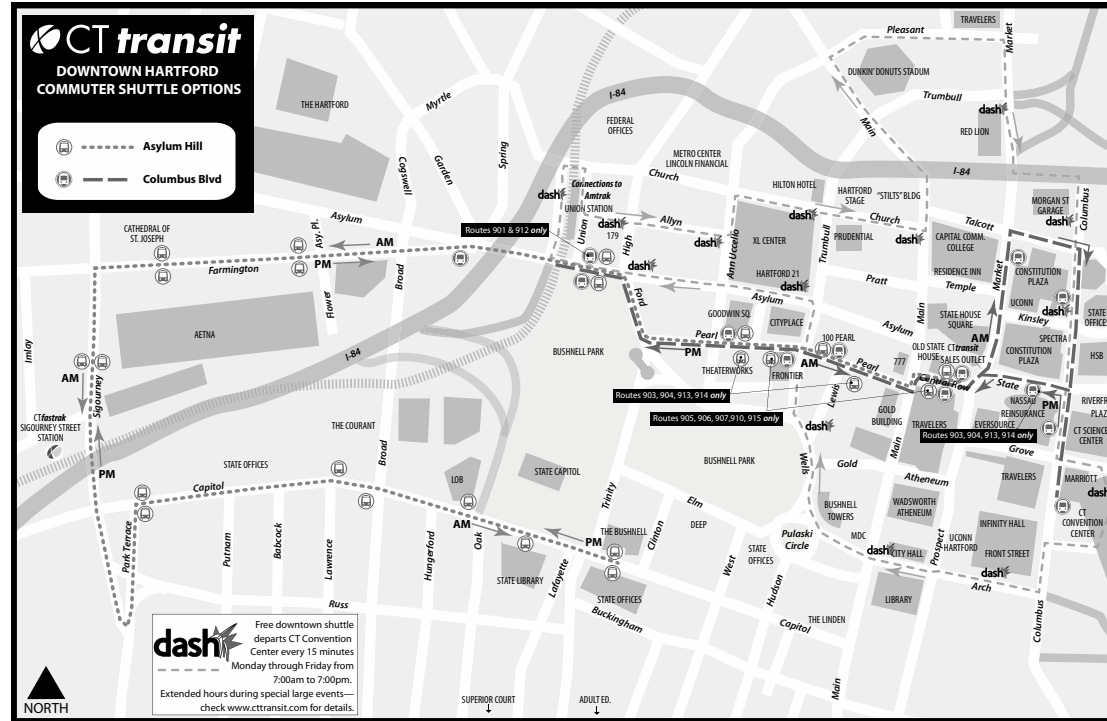 CTtransit
DOWNTOWN HARTFORD
COMMUTER SHUTTLE OPTIONS
Asylum Hill
Columbus Blvd
TRAVELERS
Pleasant
Market
DUNKIN' DONUTS STADUM
Trumbull
dash
RED LION
Main
THE HARTFORD
Myrtle
I-84
FEDERAL
OFFICES
Cogswell
Garden
Spring
METRO CENTER
LINCOLN FINANCIAL
Church
I-84
HILTON HOTEL
HARTFORD
STAGE
"STILTS" BLDG
Columbus
Connections to
Amtrak
dash
UNION STATION
MORGAN ST
GARAGE
dash
CATHEDRAL OF
ST. JOSEPH
Asylum
Asy. Pl.
AM
Routes 901 & 912 only
Union
dash
179
Allyn
High
dash
Ann Uccello
XL CENTER
dash
Trumbull
Church
PRUDENTIAL
dash
Talcott
CAPITAL COMM.
COLLEGE
Farmington
PM
Broad
dash
HARTFORD 21
dash
RESIDENCE INN
Market
CONSTITUTION
PLAZA
Pratt
Temple
Flower
Ford
Asylum
UCONN
dash
Kinsley
STATE
OFFICES
GOODWIN SQ.
CITYPLACE
Main
STATE HOUSE
SQUARE
AETNA
Pearl
Asylum
100 PEARL
AM
SPECTRA
Imlay
I-84
BUSHNELL PARK
PM
THEATERWORKS
FRONTIER
AM
Pearl
777
OLD STATE
HOUSE
CTtransit
SALES OUTLET
CONSTITUTION
PLAZA
HSB
AM
Sigourney
Central Row
State
Routes 903, 904, 913, 914 only
Lewis
NASSAU
REINSURANCE
PM
RIVERFRONT
PLAZA
CTfastrak
SIGOURNEY STREET
STATION
Routes 905, 906, 907,910, 915 only
GOLD
BUILDING
TRAVELERS
EVERSOURCE
THE COURANT
dash
Main
Routes 903, 904, 913, 914 only
CT SCIENCE
CENTER
Broad
BUSHNELL PARK
Grove
PM
STATE OFFICES
Capitol
LOB
STATE CAPITOL
Wells
Gold
Atheneum
TRAVELERS
MARRIOTT
dash
Trinity
Elm
BUSHNELL
TOWERS
WADSWORTH
ATHENEUM
CT
CONVENTION
CENTER
AM
PM
THE BUSHNELL
Clinton
DEEP
Pulaski
Circle
MDC
INFINITY HALL
Park Terrace
Putnam
Babcock
Lawrence
Hungerford
Oak
STATE LIBRARY
Lafayette
West
STATE
OFFICES
dash
CITY HALL
Prospect
UCONN
HARTFORD
FRONT STREET
dash
STATE OFFICES
Hudson
LIBRARY
Arch
Russ
Buckingham
Capitol
THE LINDEN
Columbus
dash
Free downtown shuttle
departs CT Convention
Center every 15 minutes
Monday through Friday from
7:00am to 7:00pm.
Extended hours during special large events—
check www.cttransit.com for details.
Main
NORTH
SUPERIOR COURT
ADULT ED.